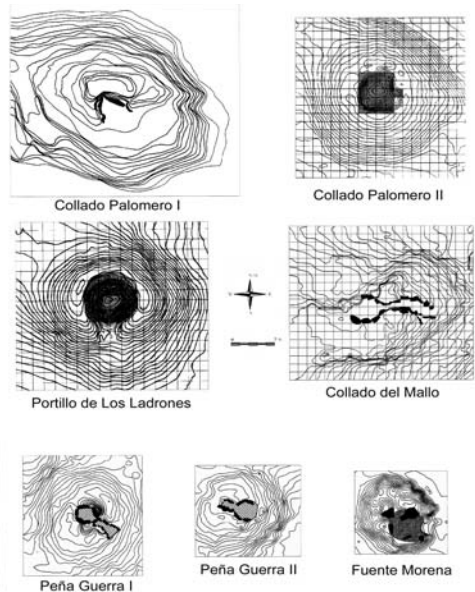 Collado Palomero I
Collado Palomero II
Portillo de Los Ladrones
Collado del Mallo
Peña Guerra I
Peña Guerra II
Fuente Morena